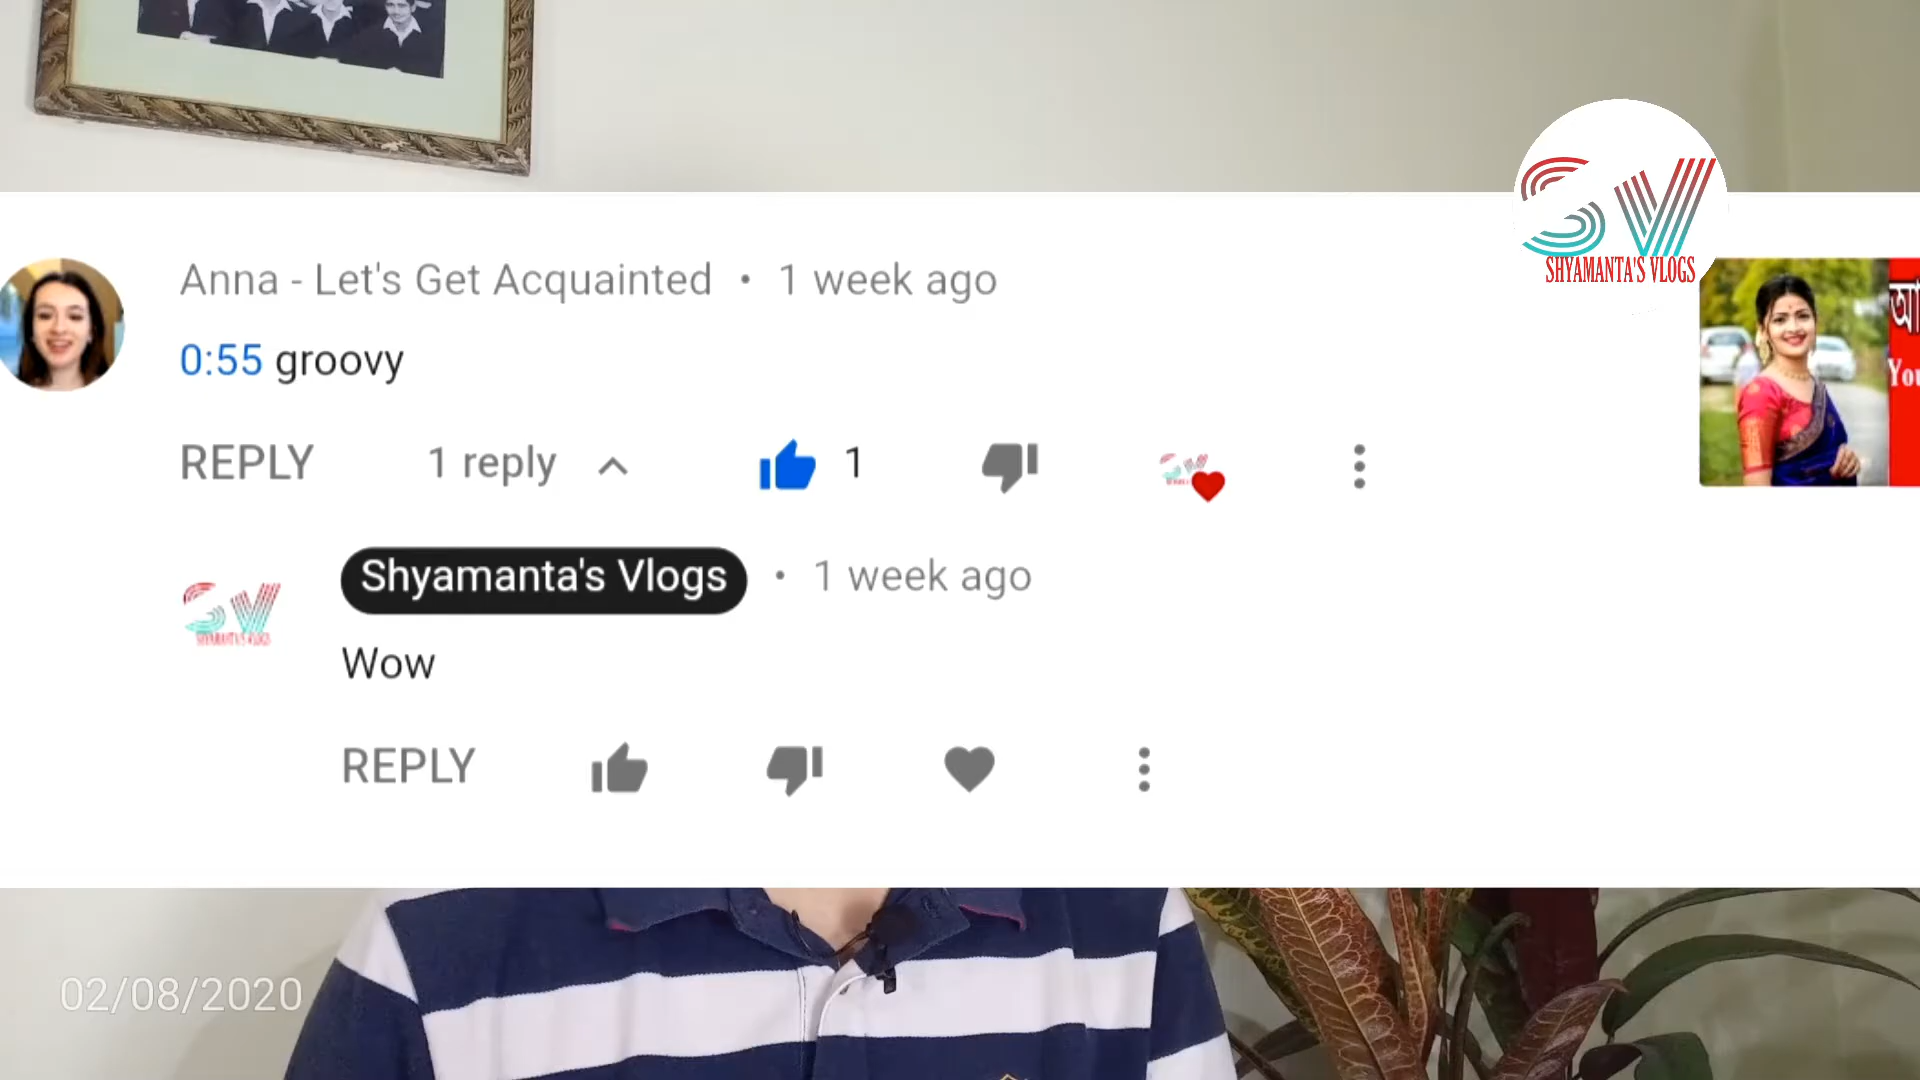 SV
SHYAMANTA'S VLOGS
Anna - Let's Get Acquainted • 1 week ago
0:55 groovy
REPLY 1 reply 1
Shyamanta's Vlogs • 1 week ago
Wow
REPLY
02/08/2020